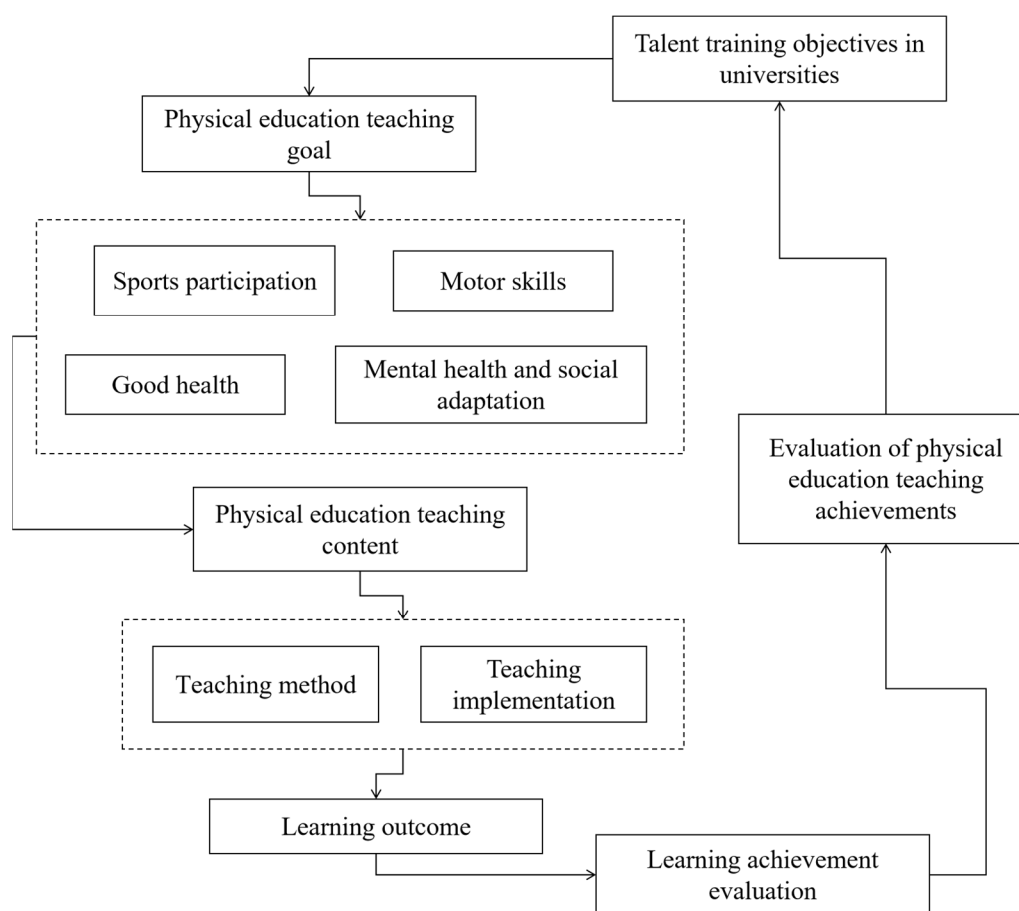 Talent training objectives in
universities
Physical education teaching
goal
Sports participation
Motor skills
Good health
Mental health and social
adaptation
Evaluation of physical
education teaching
achievements
Physical education teaching
content
Teaching method
Teaching
implementation
Learning outcome
Learning achievement
evaluation